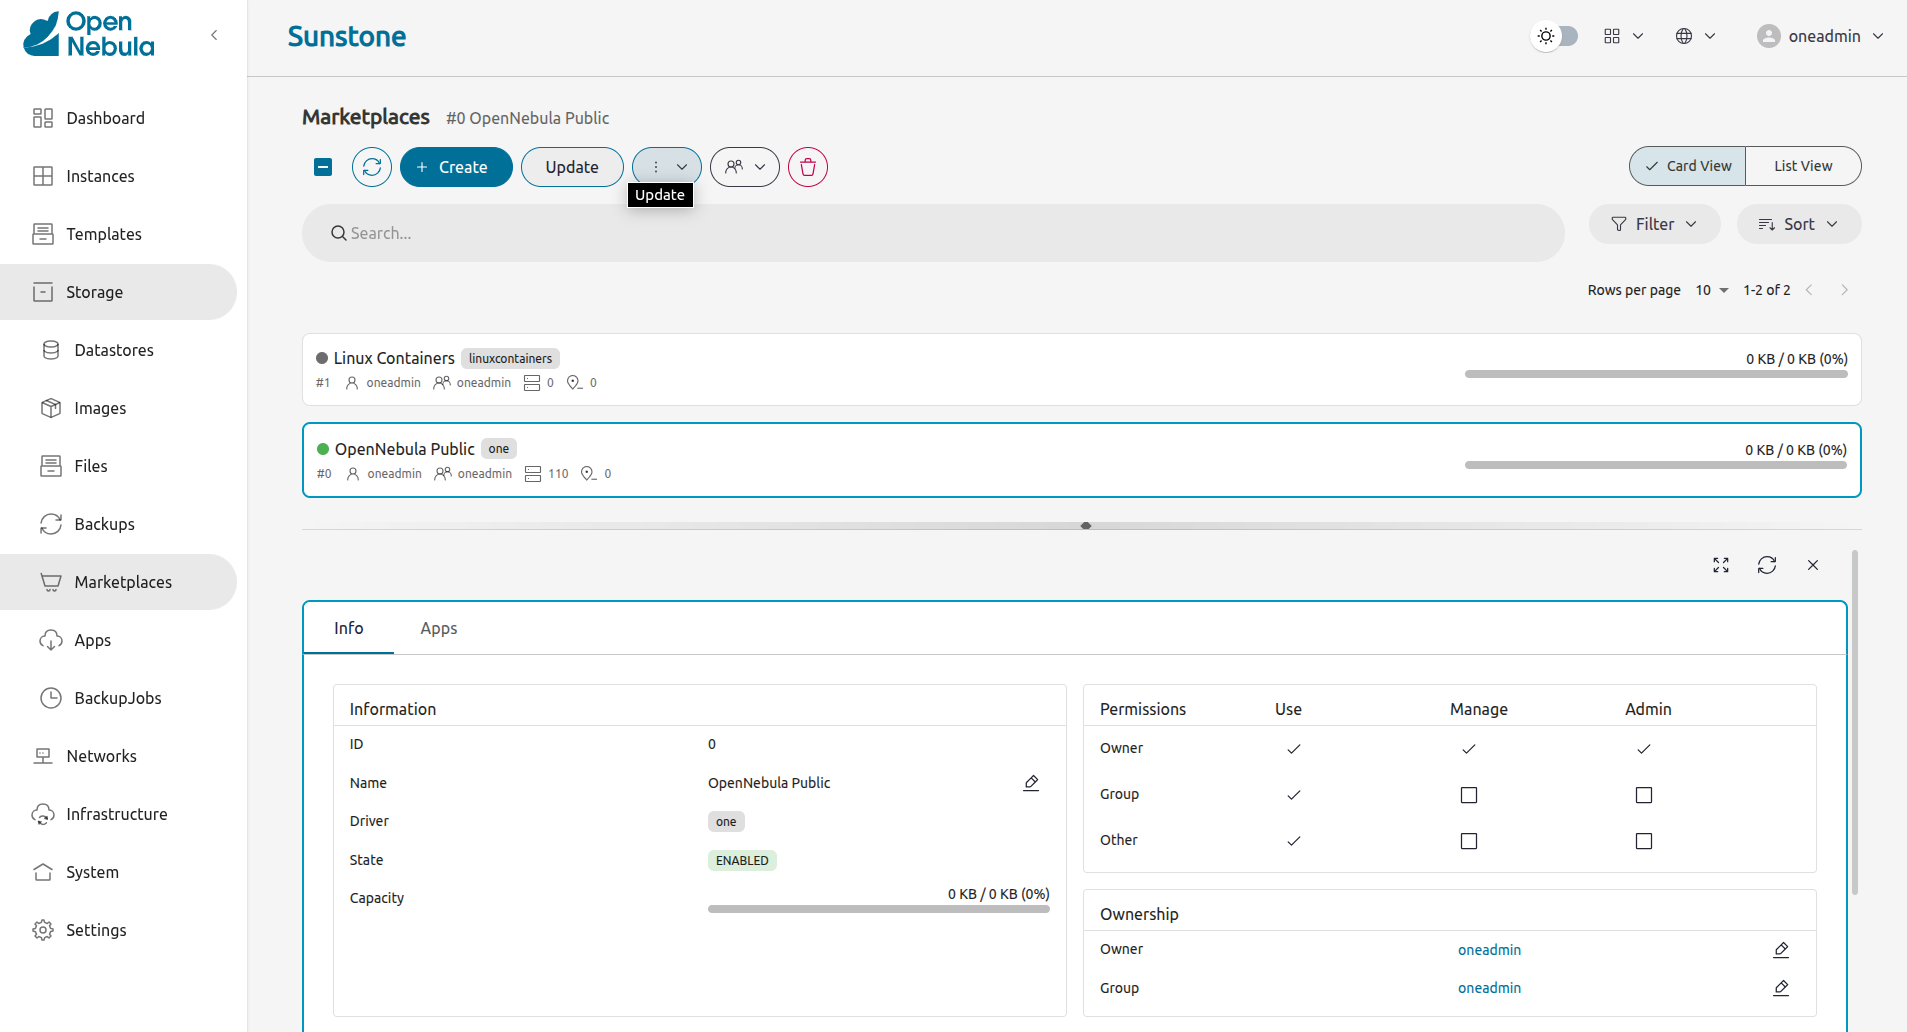 Open
Nebula
Sunstone
oneadmin
Dashboard
Instances
Templates
Storage
Datastores
Images
Files
Backups
Marketplaces
Apps
BackupJobs
Networks
Infrastructure
System
Settings
Marketplaces #0 OpenNebula Public
+ Create Update Card View List View
Update
Search... Filter Sort
Rows per page 10 1-2 of 2
Linux Containers linuxcontainers 0 KB / 0 KB (0%)
#1 oneadmin oneadmin 0 0
OpenNebula Public one 0 KB / 0 KB (0%)
#0 oneadmin oneadmin 110 0
Info Apps
Information
ID 0
Name OpenNebula Public
Driver one
State ENABLED
Capacity 0 KB / 0 KB (0%)
Permissions Use Manage Admin
Owner
Group
Other
Ownership
Owner oneadmin
Group oneadmin